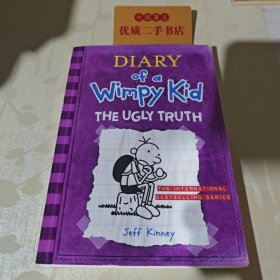 优质二手书店
DIARY
of a
Wimpy Kid
THE UGLY TRUTH
THE INTERNATIONAL
BESTSELLING SERIES
Jeff Kinney